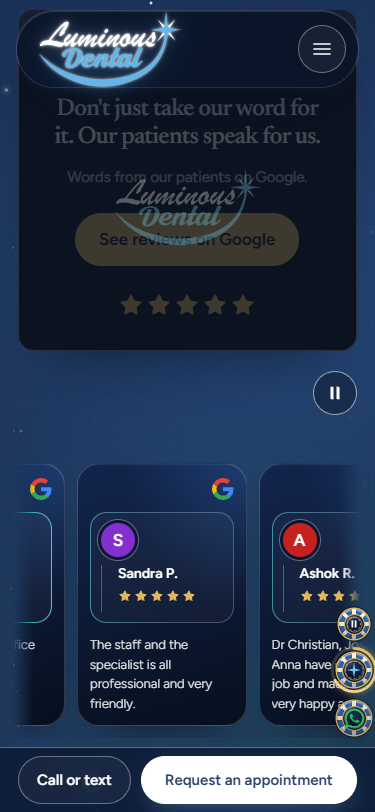 Luminous
Dental
Don't just take our word for
it. Our patients speak for us.
Words from our patients on Google.
Luminous
Dental
See reviews on Google
S
Sandra P.
The staff and the
specialist is all
professional and very
friendly.
A
Ashok R.
Dr Christian,
Anna have
job and
very happy
Call or text
Request an appointment